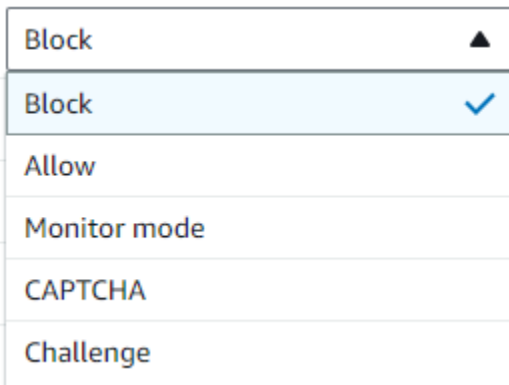 Block
Block
Allow
Monitor mode
CAPTCHA
Challenge